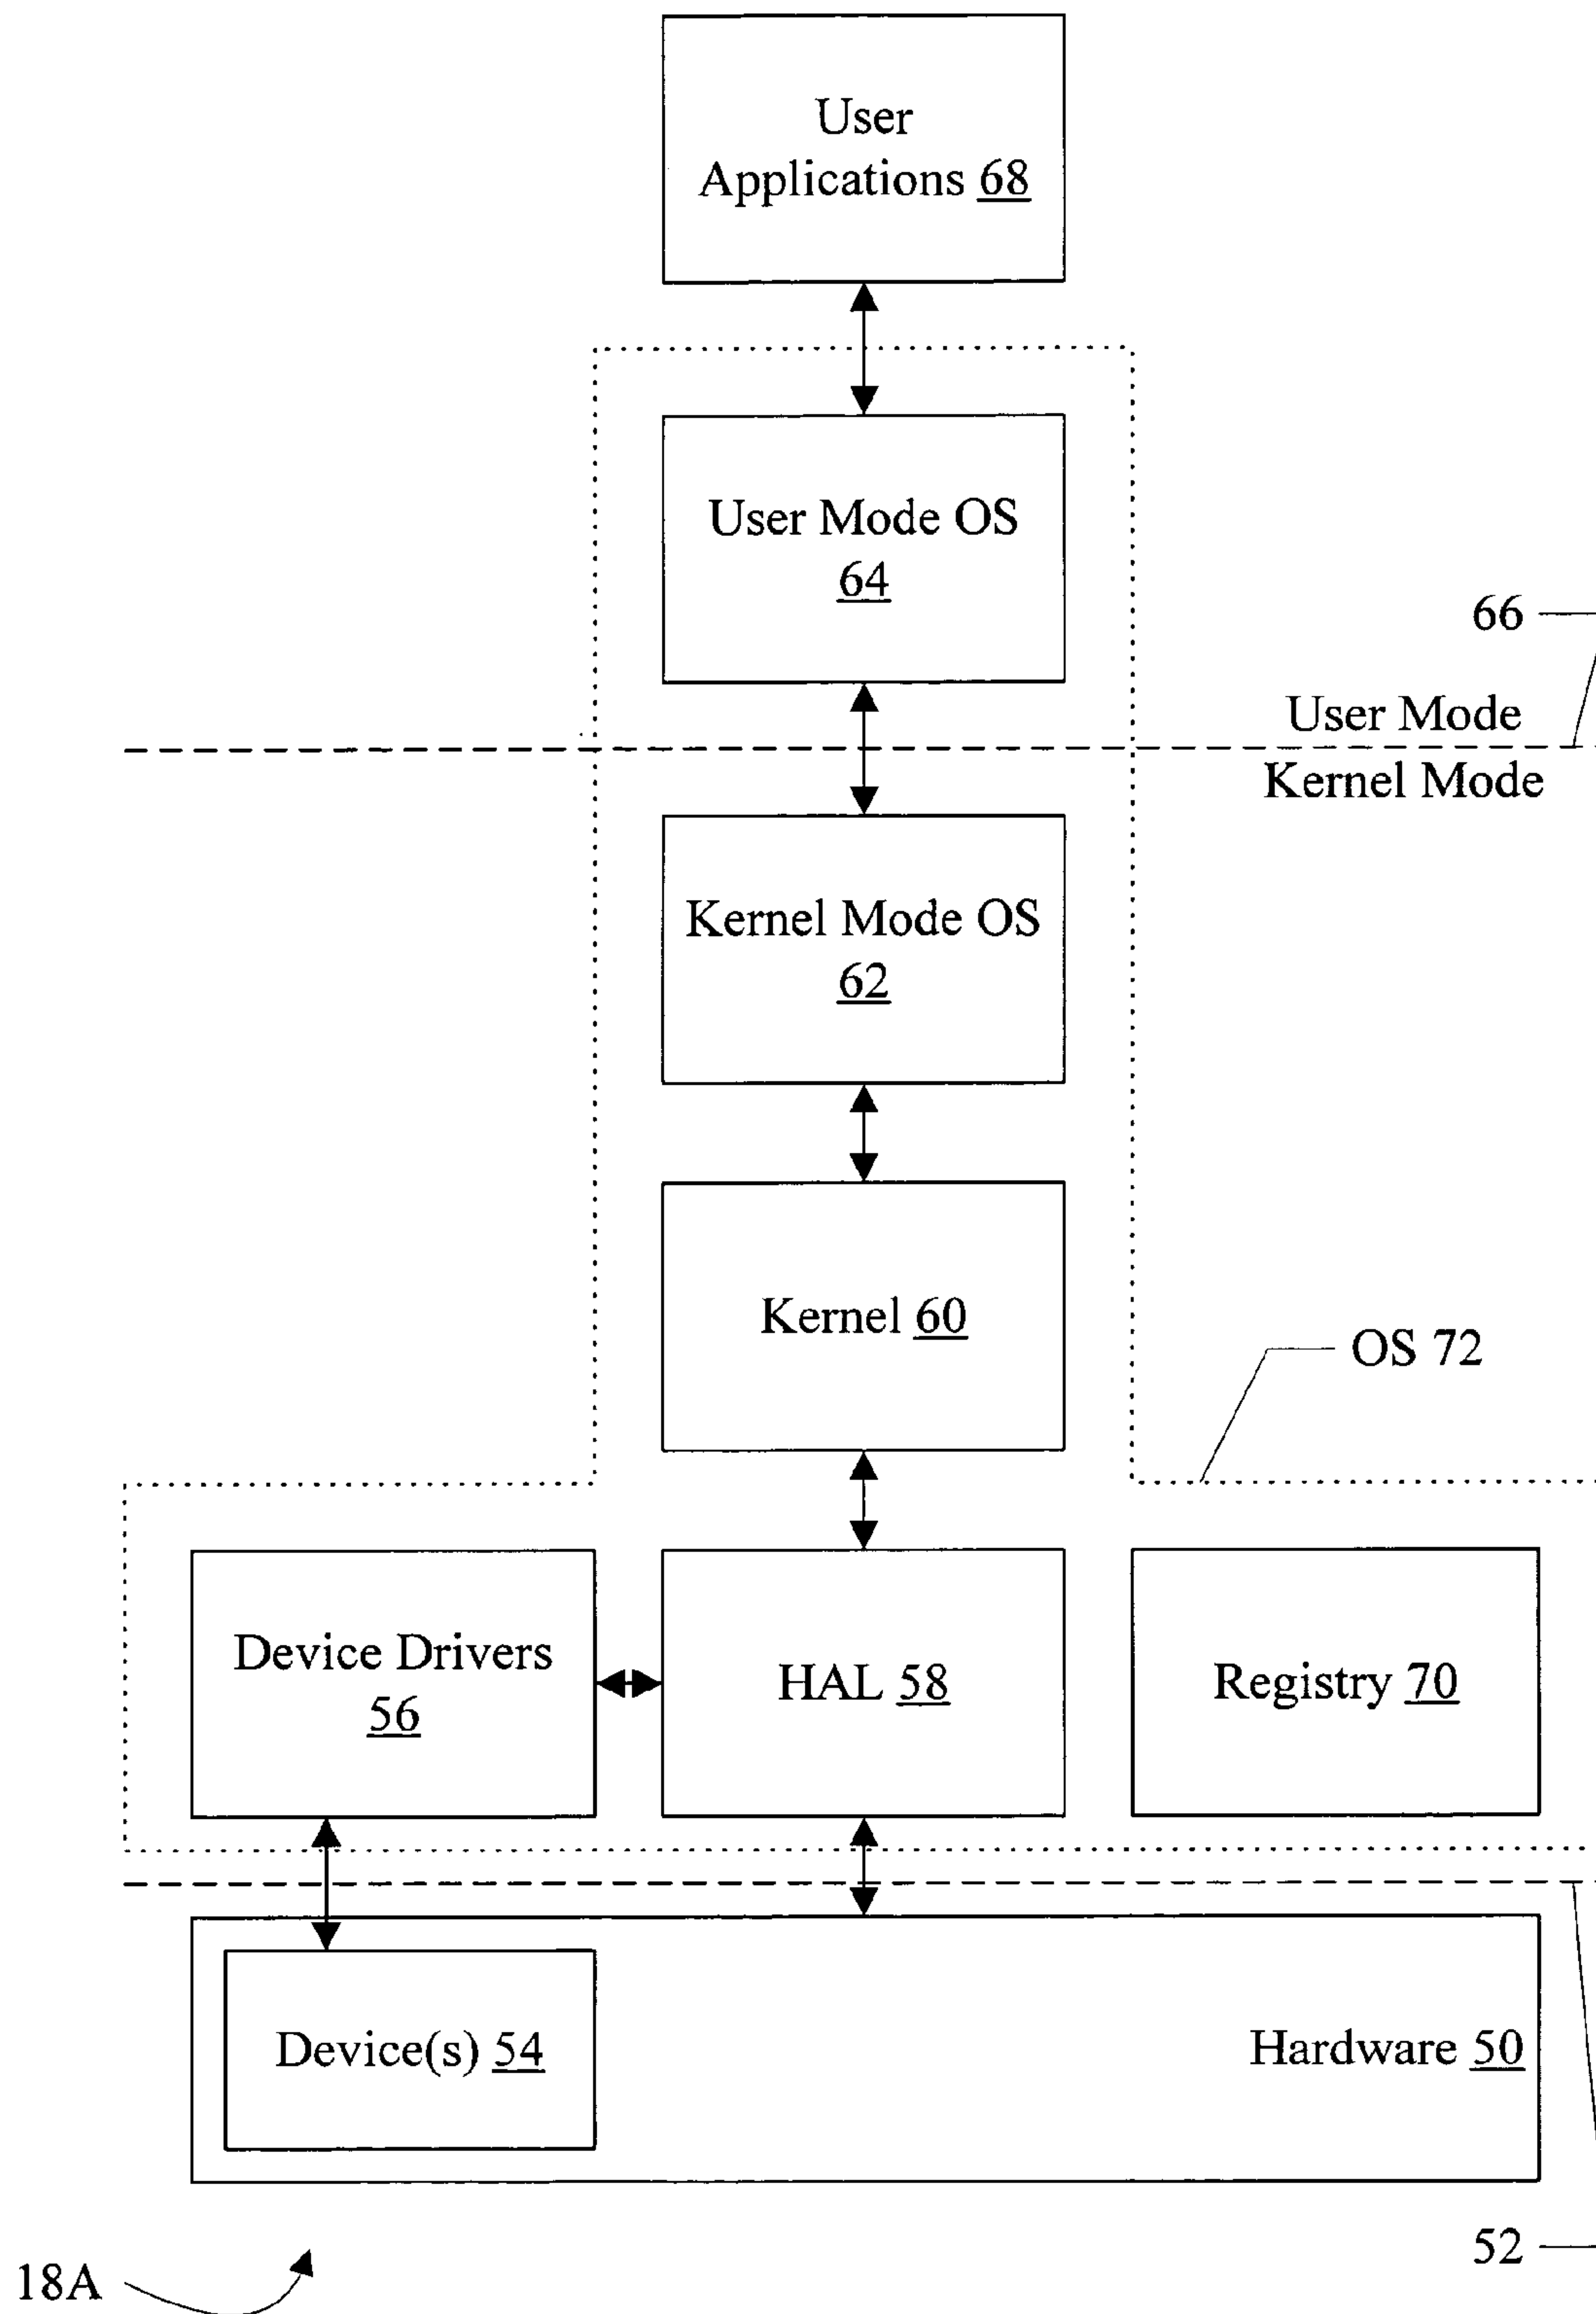 User
Applications 68
User Mode OS
64
66
User Mode
Kernel Mode
Kernel Mode OS
62
Kernel 60
OS 72
Device Drivers
56
HAL 58
Registry 70
Device(s) 54
Hardware 50
52
18A